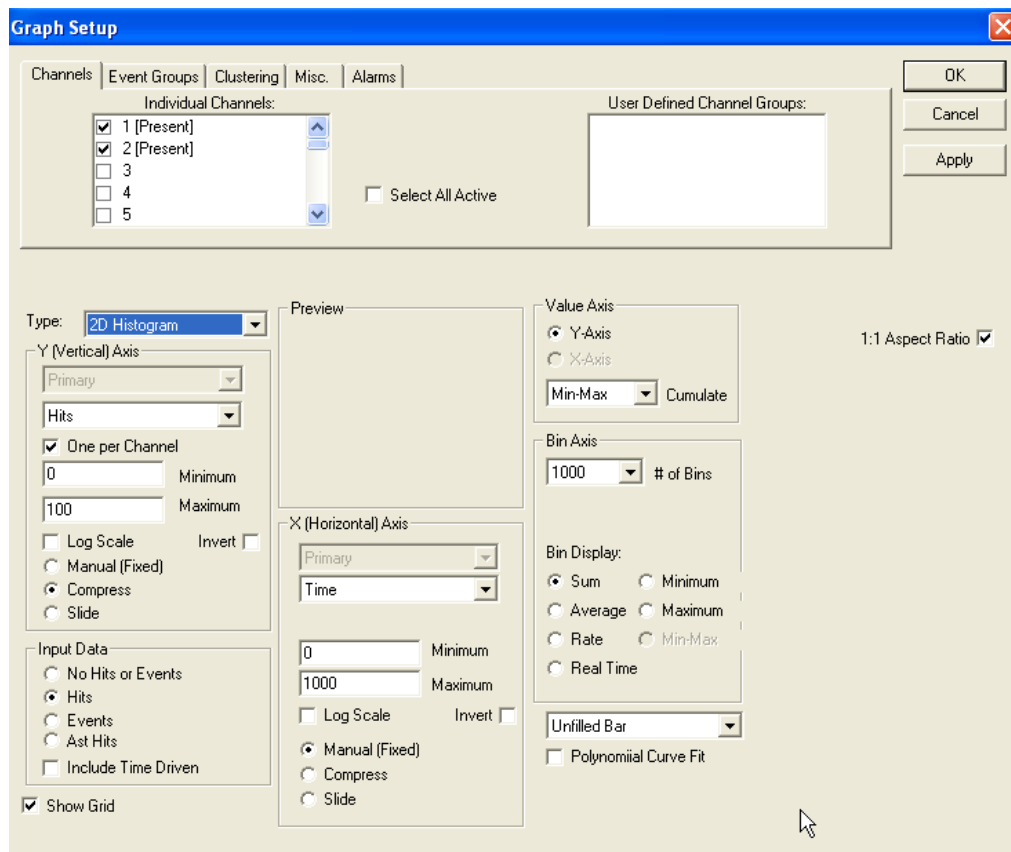 Graph Setup
Channels Event Groups Clustering Misc. Alarms
OK
Cancel
Apply
Individual Channels:
1 [Present]
2 [Present]
3
4
5
Select All Active
User Defined Channel Groups:
Type: 2D Histogram
Y (Vertical) Axis
Primary
Hits
One per Channel
0 Minimum
100 Maximum
Log Scale Invert
Manual (Fixed)
Compress
Slide
Input Data
No Hits or Events
Hits
Events
Ast Hits
Include Time Driven
Show Grid
Preview
X (Horizontal) Axis
Primary
Time
0 Minimum
1000 Maximum
Log Scale Invert
Manual (Fixed)
Compress
Slide
Value Axis
Y-Axis
X-Axis
Min-Max Cumulate
Bin Axis
1000 # of Bins
Bin Display:
Sum Minimum
Average Maximum
Rate Min-Max
Real Time
Unfilled Bar
Polynomiial Curve Fit
1:1 Aspect Ratio